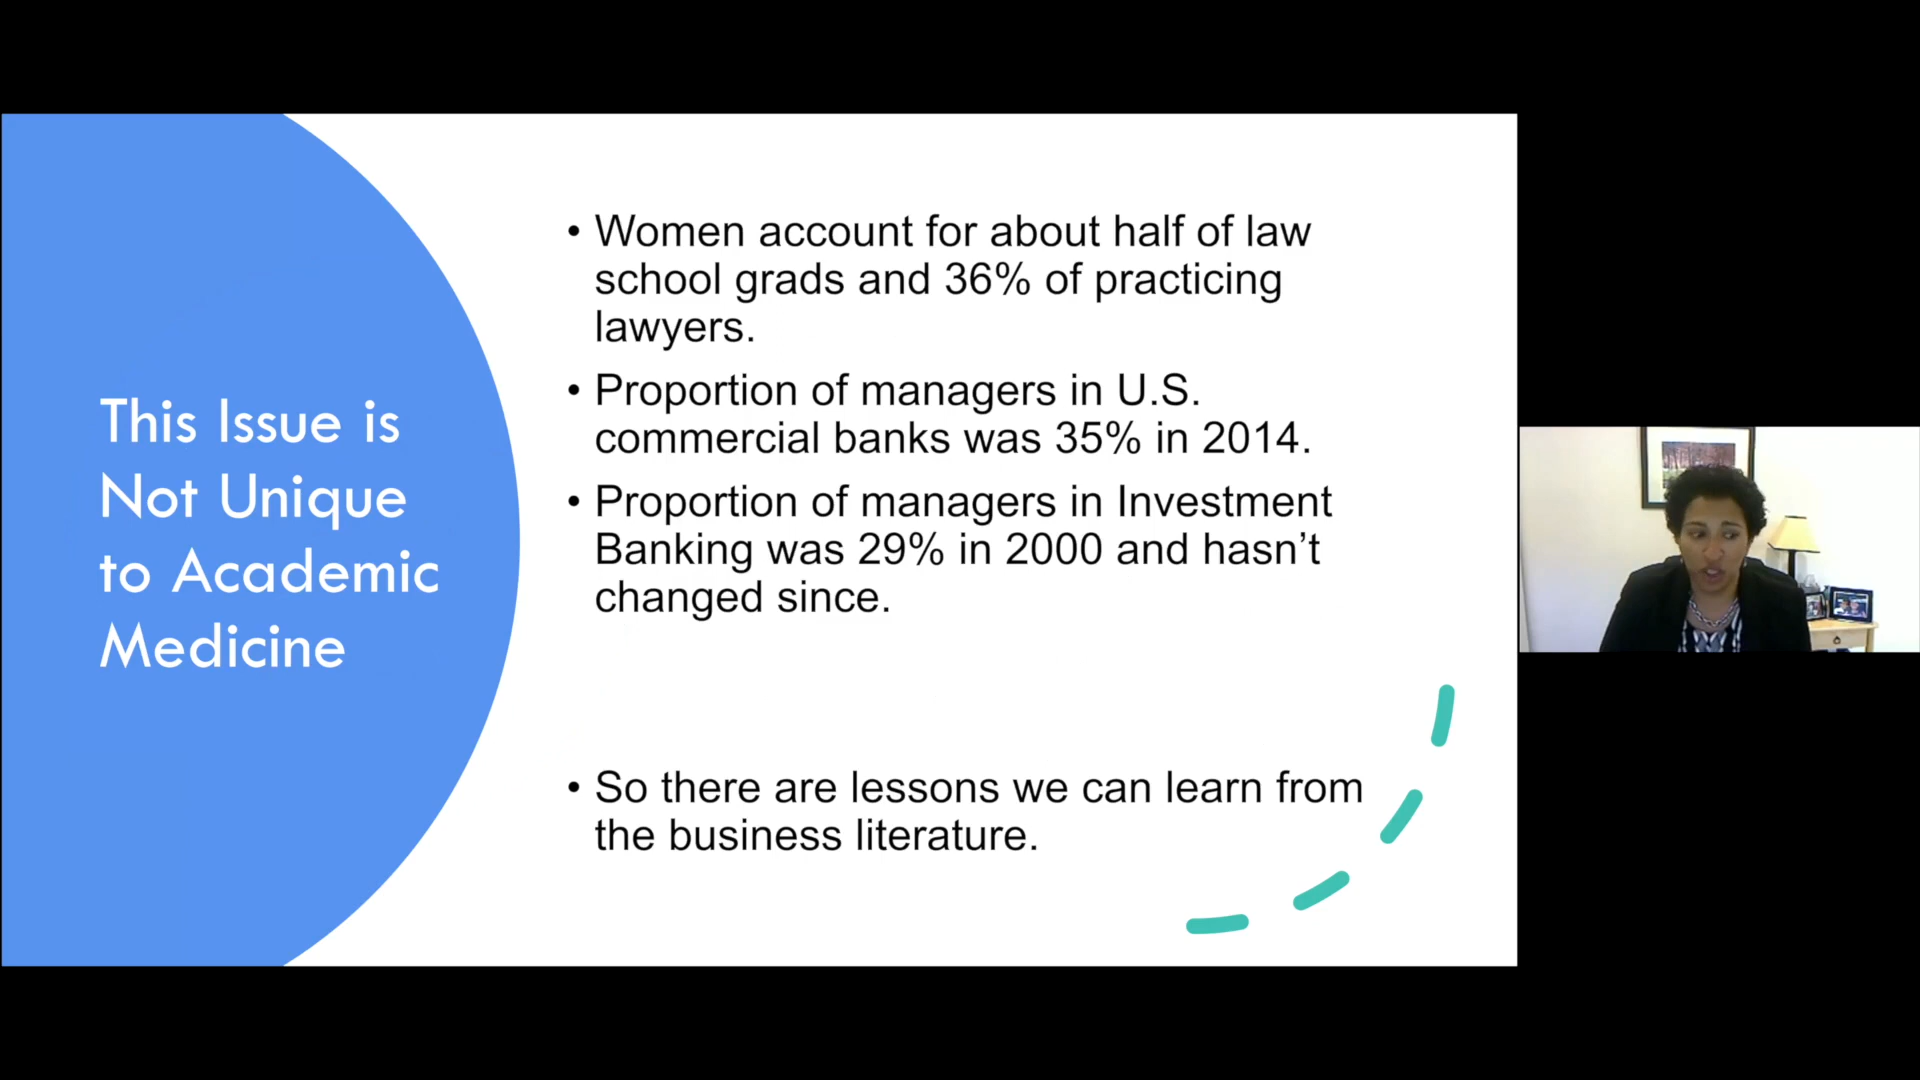 This Issue is
Not Unique
to Academic
Medicine
• Women account for about half of law
school grads and 36% of practicing
lawyers.
• Proportion of managers in U.S.
commercial banks was 35% in 2014.
• Proportion of managers in Investment
Banking was 29% in 2000 and hasn’t
changed since.
• So there are lessons we can learn from
the business literature.